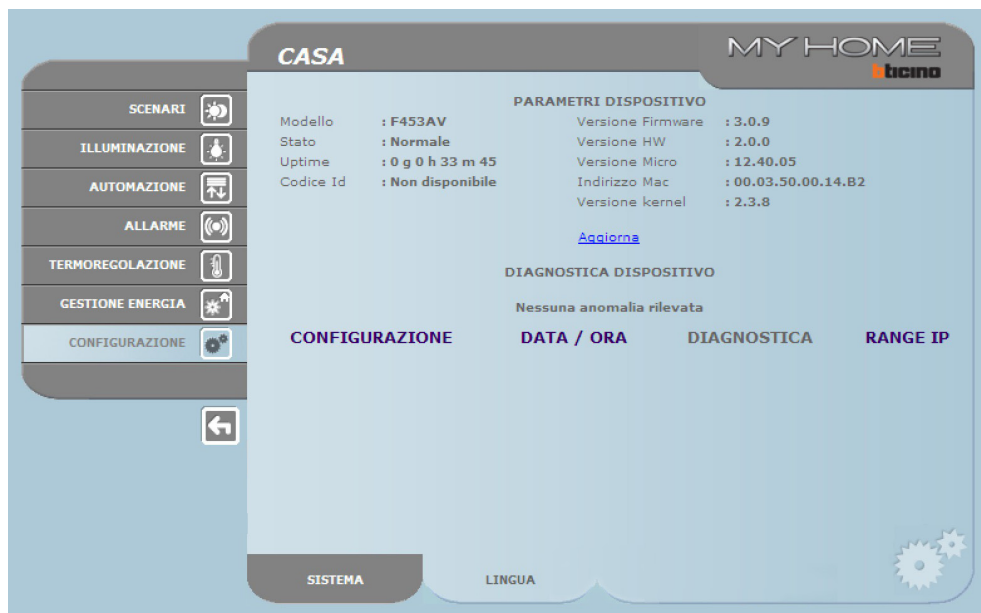 CASA
MY HOME
bticino
SCENARI
ILLUMINAZIONE
AUTOMAZIONE
ALLARME
TERMOREGOLAZIONE
GESTIONE ENERGIA
CONFIGURAZIONE
PARAMETRI DISPOSITIVO
Modello : F453AV Versione Firmware : 3.0.9
Stato : Normale Versione HW : 2.0.0
Uptime : 0 g 0 h 33 m 45 Versione Micro : 12.40.05
Codice Id : Non disponibile Indirizzo Mac : 00.03.50.00.14.B2
Versione kernel : 2.3.8
Aggiorna
DIAGNOSTICA DISPOSITIVO
Nessuna anomalia rilevata
CONFIGURAZIONE DATA / ORA DIAGNOSTICA RANGE IP
SISTEMA LINGUA